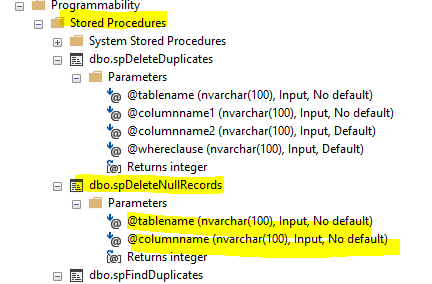 Programmability
Stored Procedures
System Stored Procedures
dbo.spDeleteDuplicates
Parameters
@tablename (nvarchar(100), Input, No default)
@columnname1 (nvarchar(100), Input, No default)
@columnname2 (nvarchar(100), Input, Default)
@whereclause (nvarchar(100), Input, Default)
Returns integer
dbo.spDeleteNullRecords
Parameters
@tablename (nvarchar(100), Input, No default)
@columnname (nvarchar(100), Input, No default)
Returns integer
dbo.spFindDuplicates